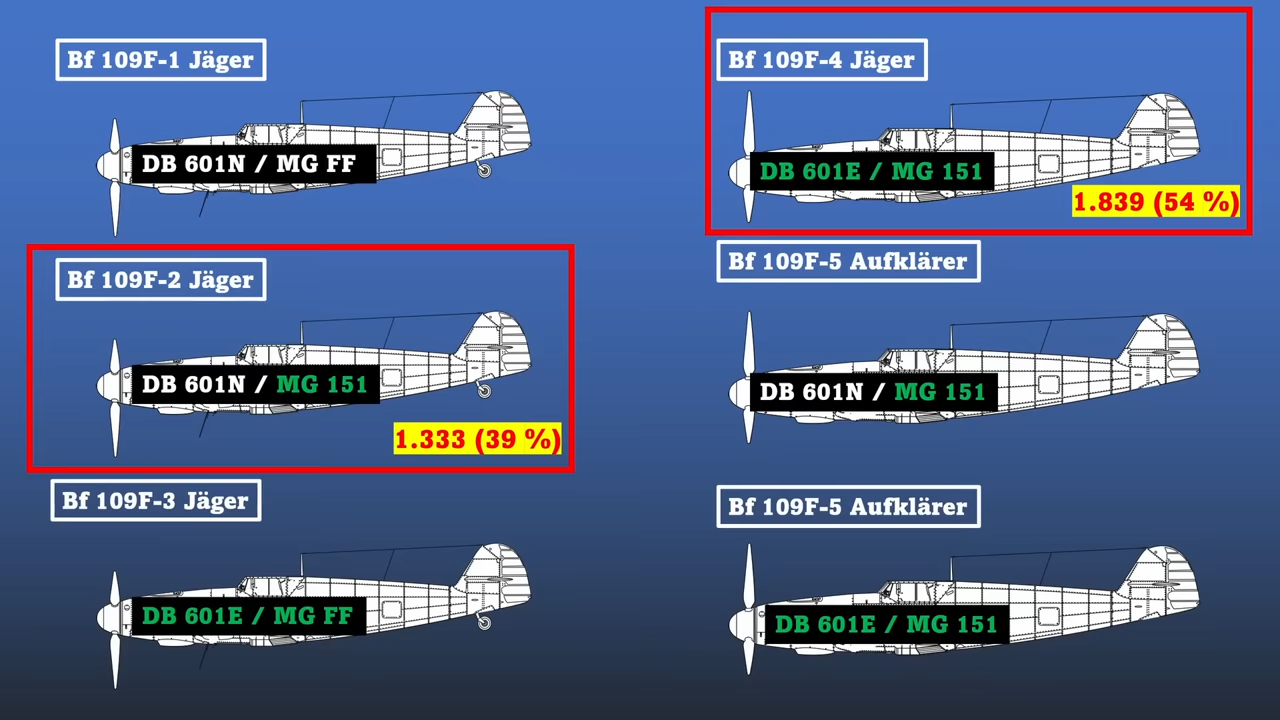 Bf 109F-1 Jäger
DB 601N / MG FF
Bf 109F-2 Jäger
DB 601N / MG 151
1.333 (39 %)
Bf 109F-3 Jäger
DB 601E / MG FF
Bf 109F-4 Jäger
DB 601E / MG 151
1.839 (54 %)
Bf 109F-5 Aufklärer
DB 601N / MG 151
Bf 109F-5 Aufklärer
DB 601E / MG 151